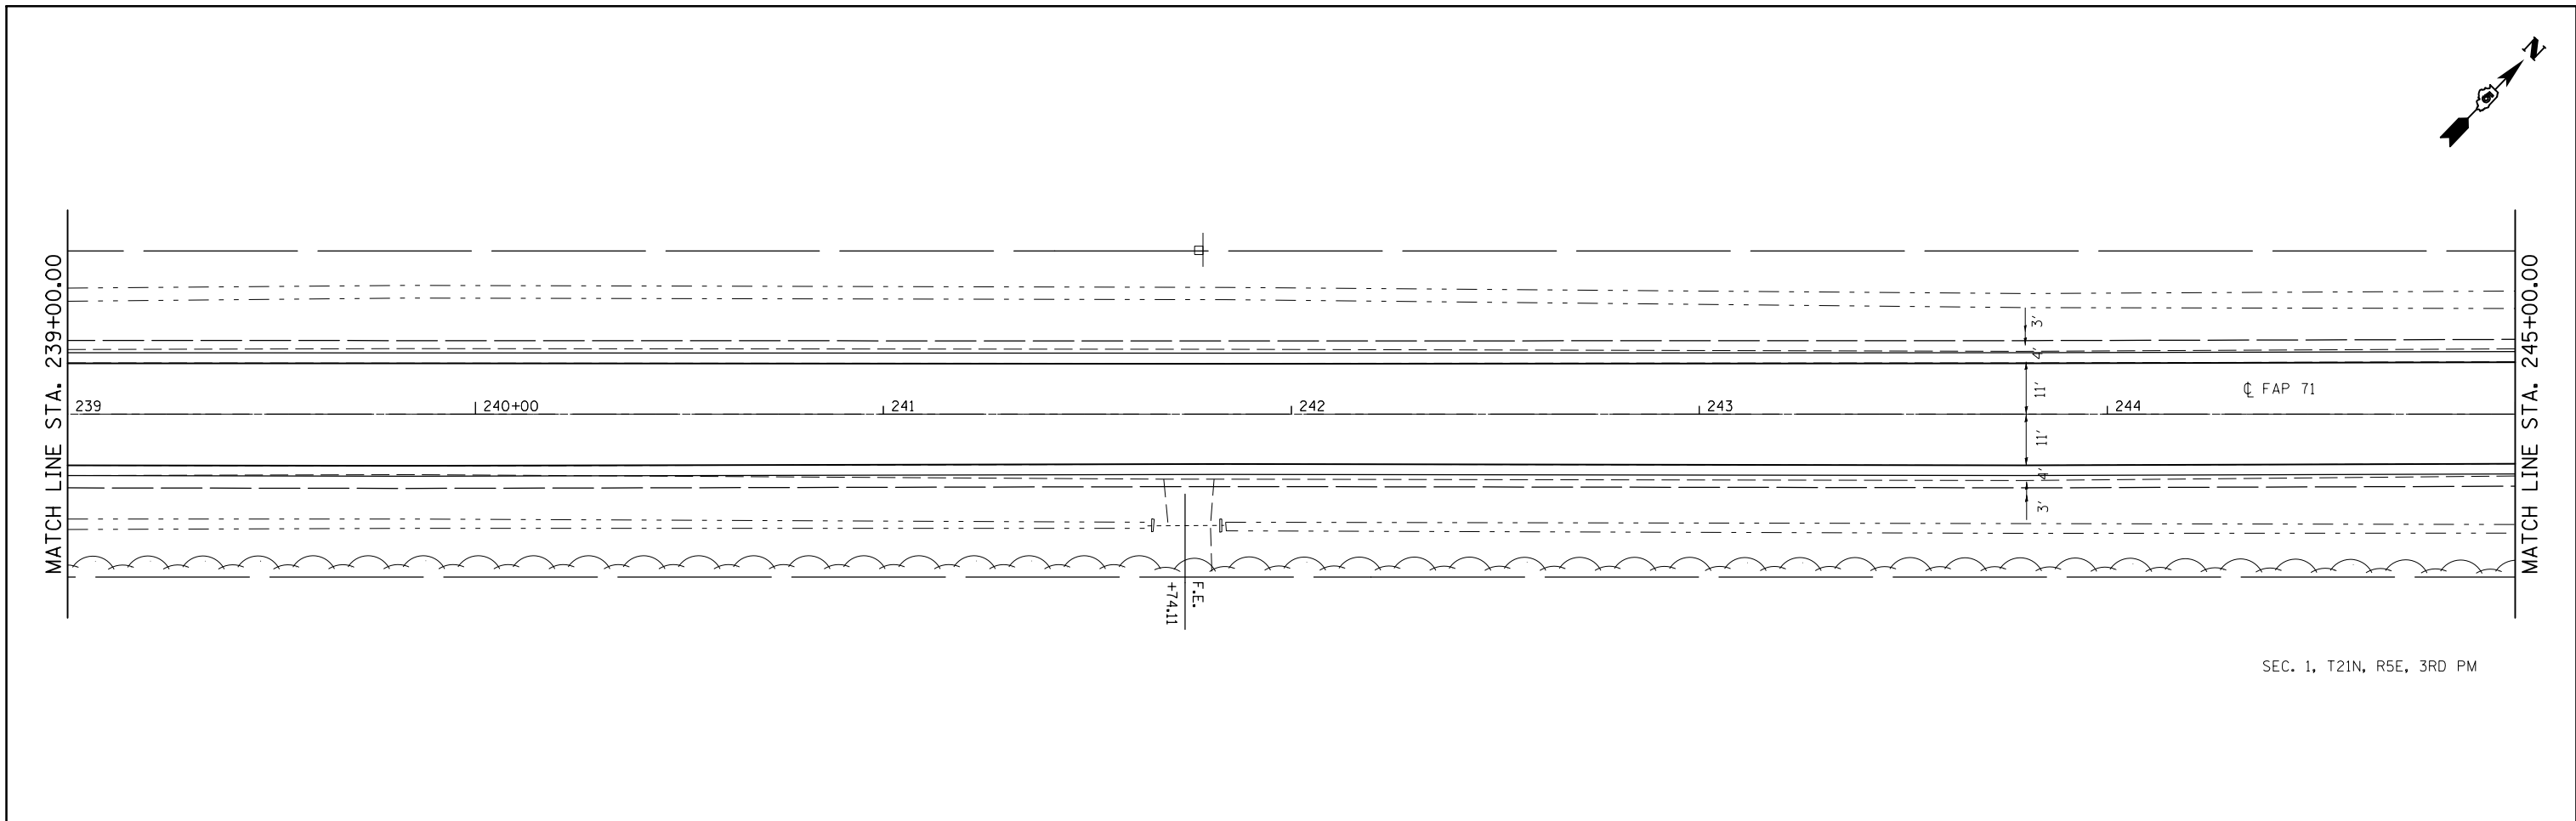 N
MATCH LINE STA. 239+00.00
MATCH LINE STA. 245+00.00
3'
4'
11'
℄ FAP 71
239
240+00
241
242
243
244
11'
4'
3'
F.E.
+74.11
SEC. 1, T21N, R5E, 3RD PM